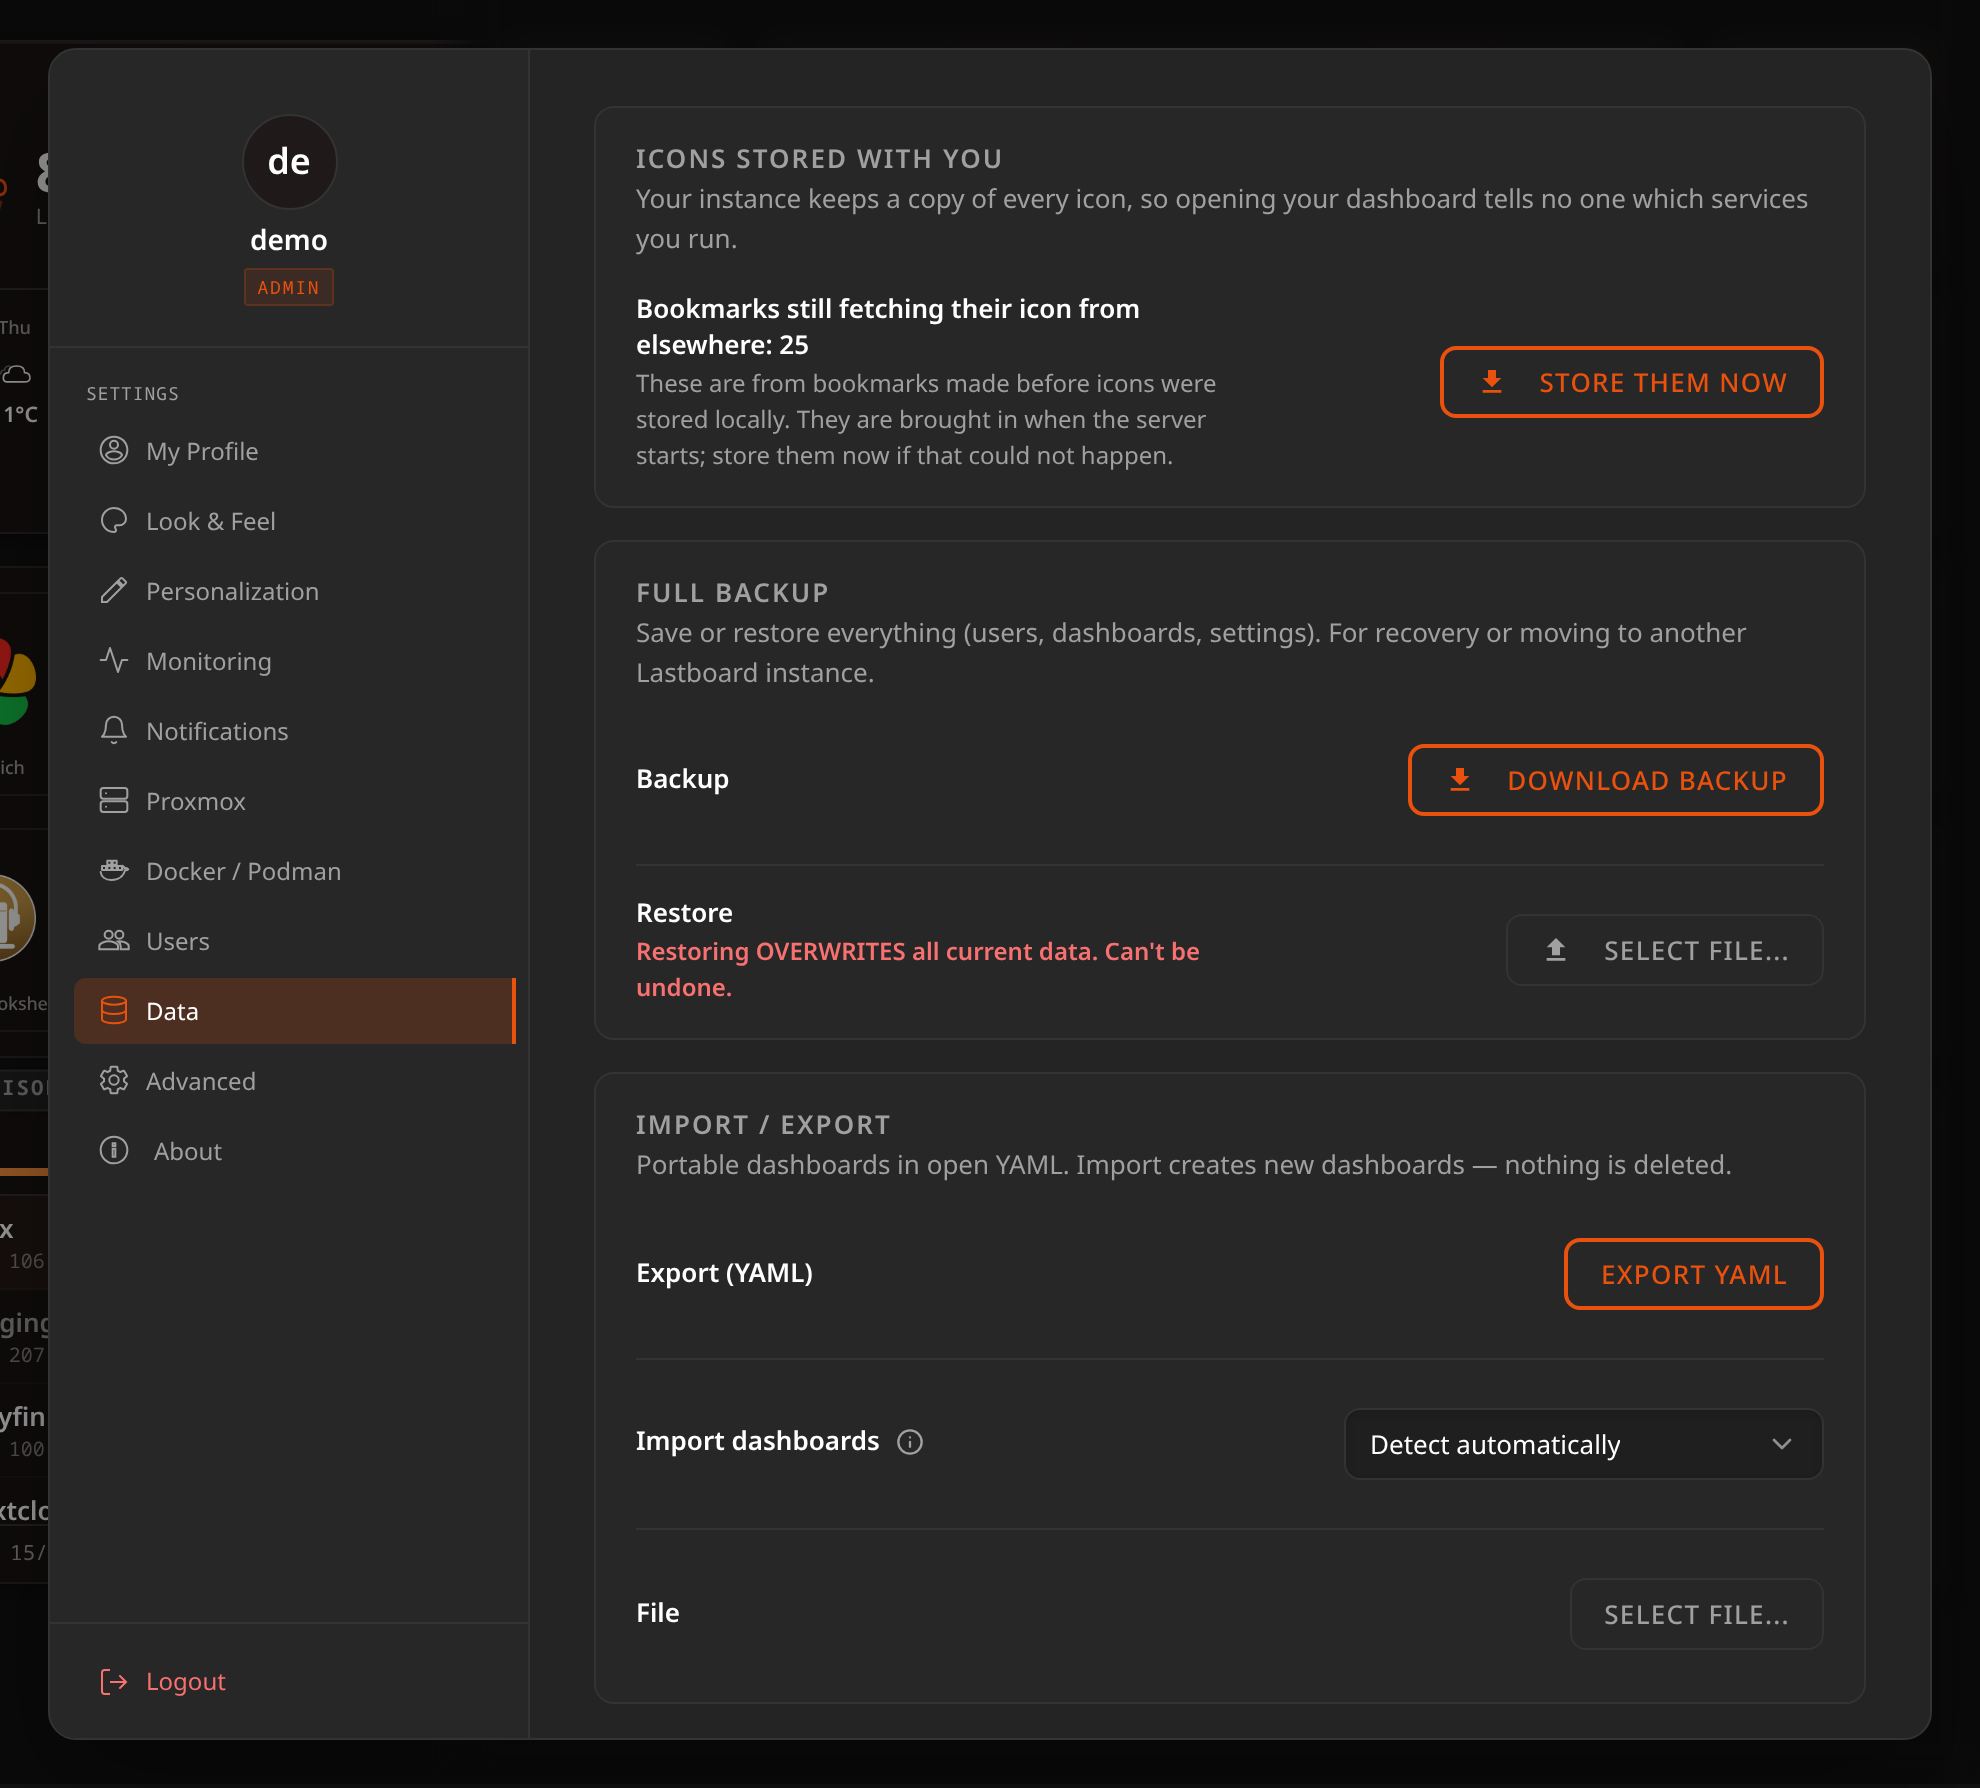 de
demo
ADMIN
SETTINGS
My Profile
Look & Feel
Personalization
Monitoring
Notifications
Proxmox
Docker / Podman
Users
Data
Advanced
About
Logout
ICONS STORED WITH YOU
Your instance keeps a copy of every icon, so opening your dashboard tells no one which services
you run.
Bookmarks still fetching their icon from
elsewhere: 25
These are from bookmarks made before icons were
stored locally. They are brought in when the server
starts; store them now if that could not happen.
STORE THEM NOW
FULL BACKUP
Save or restore everything (users, dashboards, settings). For recovery or moving to another
Lastboard instance.
Backup
DOWNLOAD BACKUP
Restore
Restoring OVERWRITES all current data. Can't be
undone.
SELECT FILE...
IMPORT / EXPORT
Portable dashboards in open YAML. Import creates new dashboards — nothing is deleted.
Export (YAML)
EXPORT YAML
Import dashboards
Detect automatically
File
SELECT FILE...
Thu
1°C
106
207
100
15/